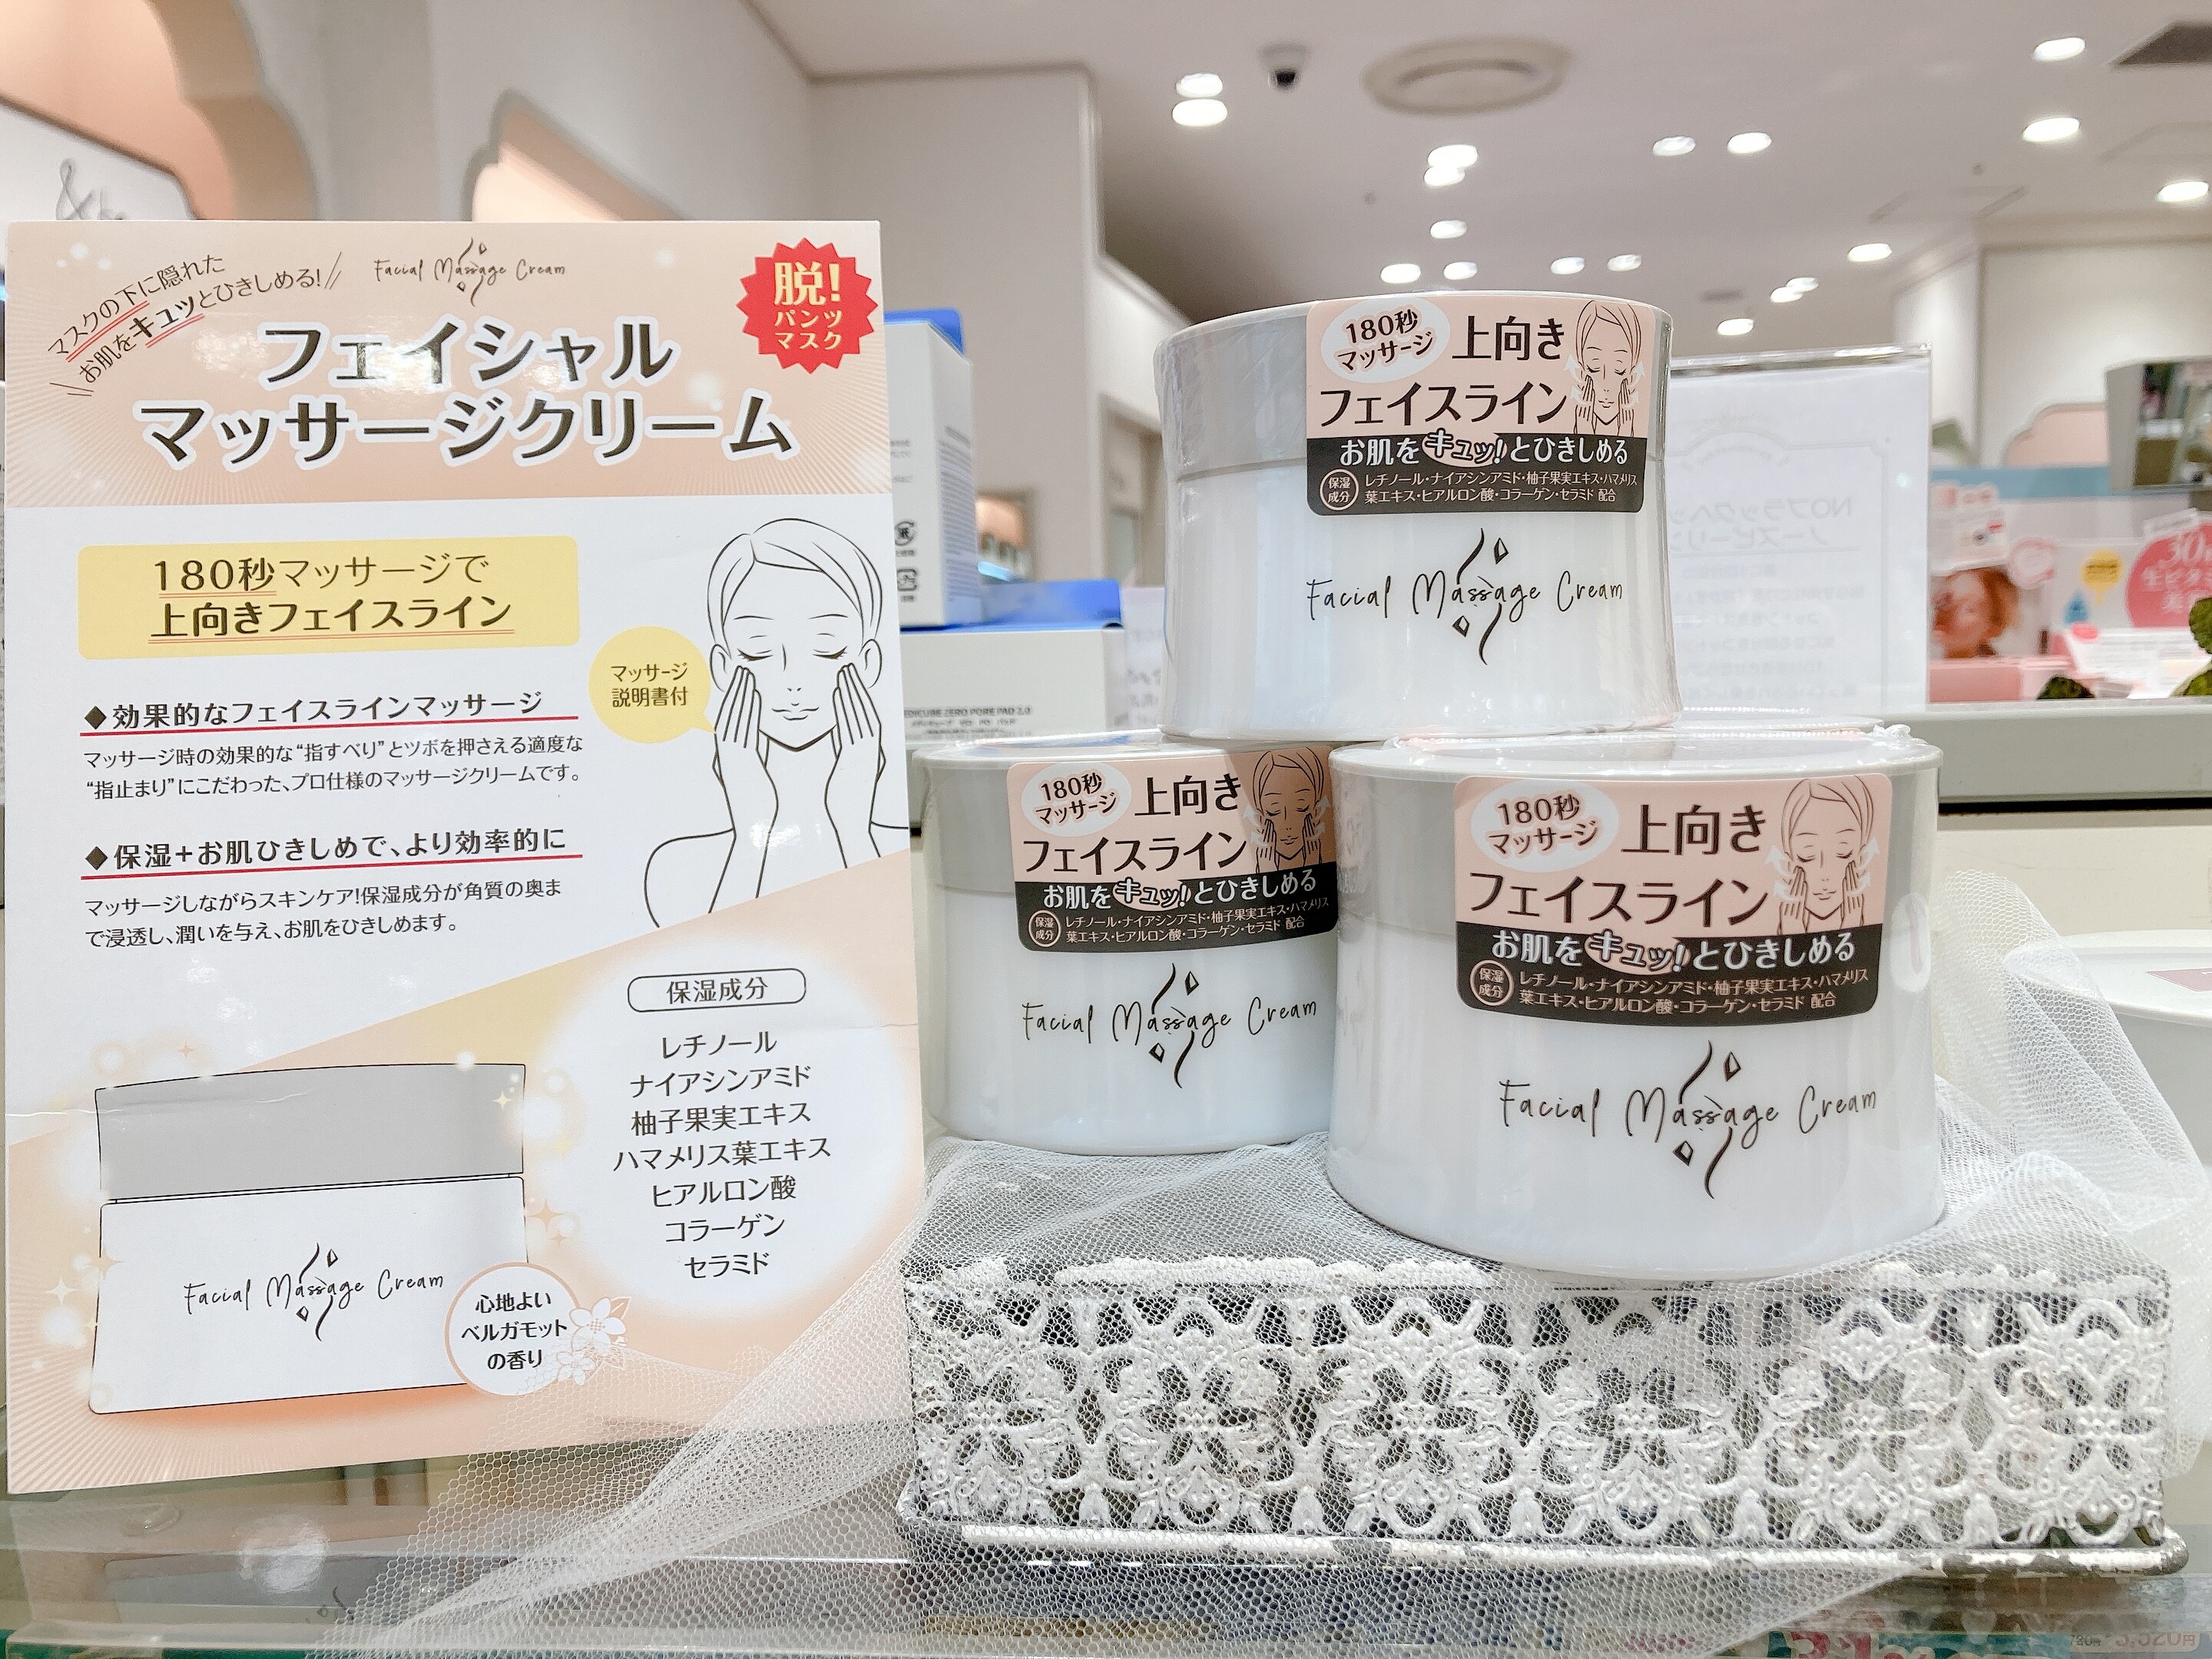 マスクの下に隠れた
お肌をキュッとひきしめる!
Facial Massage Cream
脱!
パンツ
マスク
フェイシャル
マッサージクリーム
180秒マッサージで
上向きフェイスライン
マッサージ
説明書付
◆効果的なフェイスラインマッサージ
マッサージ時の効果的な“指すべり”とツボを押さえる適度な
“指止まり”にこだわった、プロ仕様のマッサージクリームです。
◆保湿+お肌ひきしめで、より効率的に
マッサージしながらスキンケア!保湿成分が角質の奥ま
で浸透し、潤いを与え、お肌をひきしめます。
保湿成分
レチノール
ナイアシンアミド
柚子果実エキス
ハマメリス葉エキス
ヒアルロン酸
コラーゲン
セラミド
Facial Massage Cream
心地よい
ベルガモット
の香り
180秒
マッサージ
上向き
フェイスライン
お肌をキュッ!とひきしめる
保湿
成分
レチノール・ナイアシンアミド・柚子果実エキス・ハマメリス
葉エキス・ヒアルロン酸・コラーゲン・セラミド 配合
Facial Massage Cream
180秒
マッサージ
上向き
フェイスライン
お肌をキュッ!とひきしめる
保湿
成分
レチノール・ナイアシンアミド・柚子果実エキス・ハマメリス
葉エキス・ヒアルロン酸・コラーゲン・セラミド 配合
Facial Massage Cream
180秒
マッサージ
上向き
フェイスライン
お肌をキュッ!とひきしめる
保湿
成分
レチノール・ナイアシンアミド・柚子果実エキス・ハマメリス
葉エキス・ヒアルロン酸・コラーゲン・セラミド 配合
Facial Massage Cream
ZERO PORE PAD 2.0